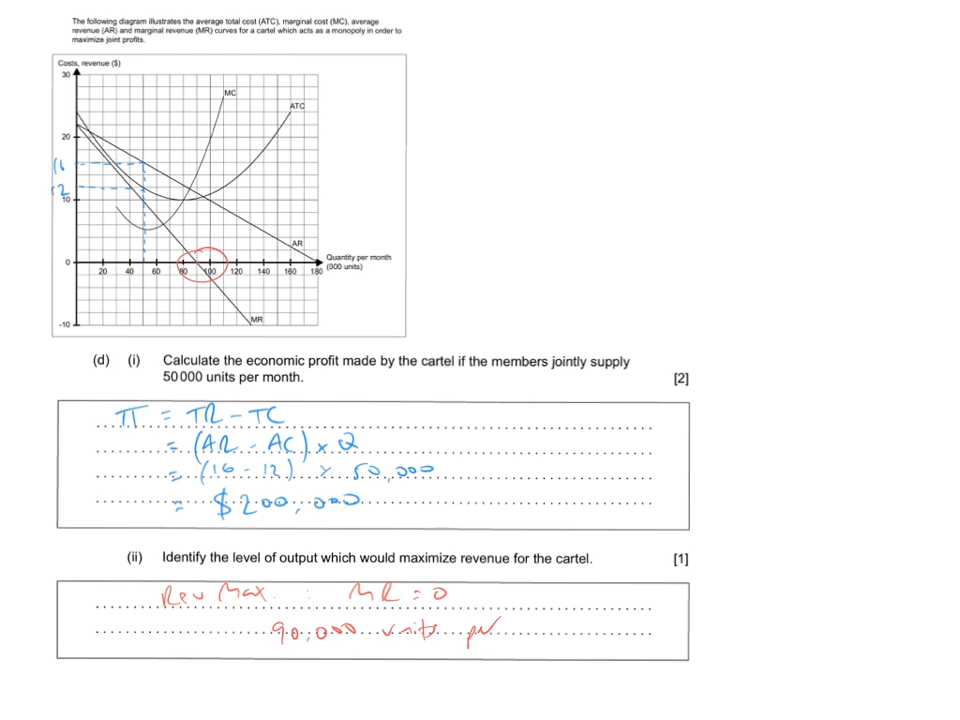 The following diagram illustrates the average total cost (ATC), marginal cost (MC), average
revenue (AR) and marginal revenue (MR) curves for a cartel which acts as a monopoly in order to
maximize joint profits.
Costs, revenue ($)
30
MC
ATC
20
16
12
10
AR
Quantity per month
(000 units)
0
20 40 60 80 100 120 140 160 180
MR
-10
(d) (i) Calculate the economic profit made by the cartel if the members jointly supply
50 000 units per month. [2]
π = TR - TC
= (AR - AC) x Q
= (16 - 12) x 50,000
= $200,000
(ii) Identify the level of output which would maximize revenue for the cartel. [1]
Rev Max : MR = 0
90,000 units